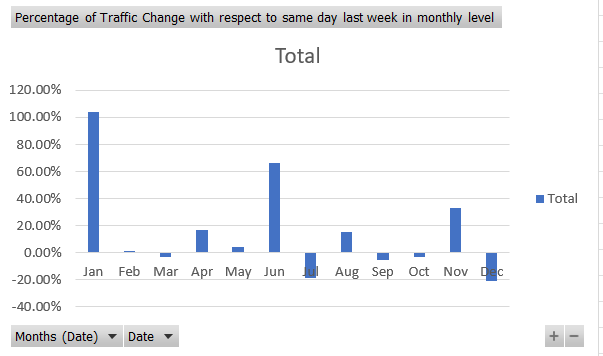 Percentage of Traffic Change with respect to same day last week in monthly level
Total
120.00%
100.00%
80.00%
60.00%
40.00%
20.00%
0.00%
-20.00%
-40.00%
Jan Feb Mar Apr May Jun Jul Aug Sep Oct Nov Dec
Total
Months (Date) Date